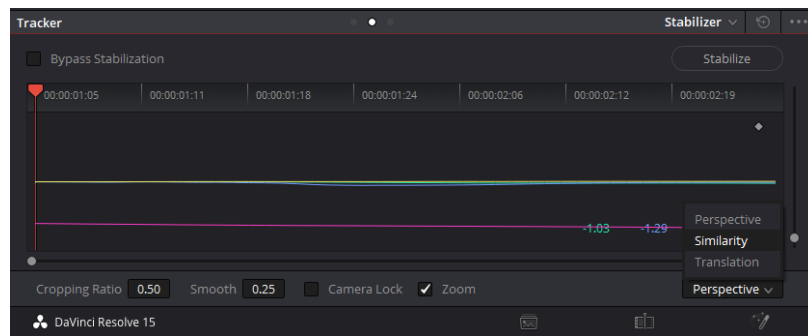 Tracker Stabilizer
Bypass Stabilization Stabilize
00:00:01:05 00:00:01:11 00:00:01:18 00:00:01:24 00:00:02:06 00:00:02:12 00:00:02:19
Perspective
-1.03 -1.29
Similarity
Translation
Cropping Ratio 0.50 Smooth 0.25 Camera Lock Zoom Perspective
DaVinci Resolve 15